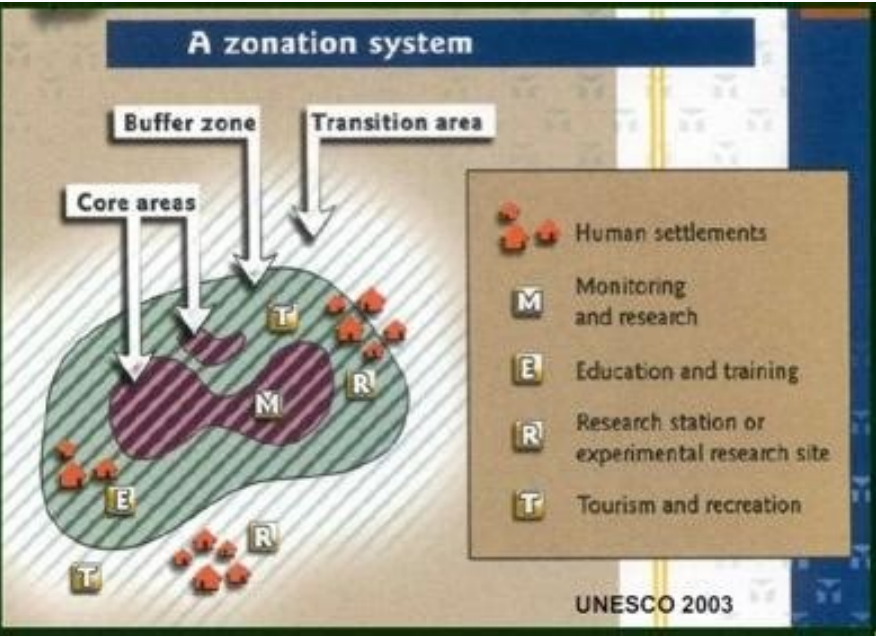 A zonation system
Buffer zone
Transition area
Core areas
T
R
M
E
R
T
Human settlements
M
Monitoring
and research
E
Education and training
R
Research station or
experimental research site
T
Tourism and recreation
UNESCO 2003